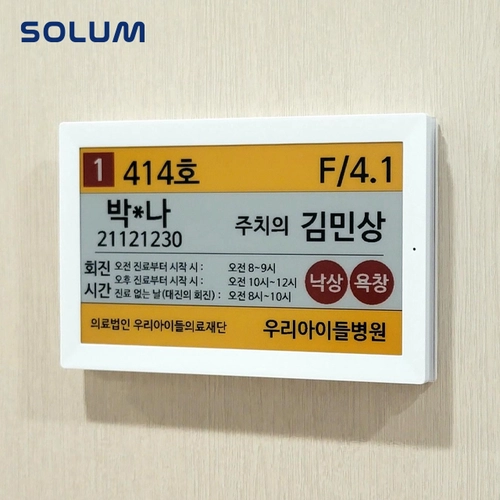 SOLUM
1 414호 F/4.1
박*나 주치의 김민상
21121230
회진 오전 진료부터 시작 시 : 오전 8~9시
오후 진료부터 시작 시 : 오전 10시~12시 낙상 욕창
시간 진료 없는 날(대진의 회진) : 오전 8시~10시
의료법인 우리아이들의료재단 우리아이들병원